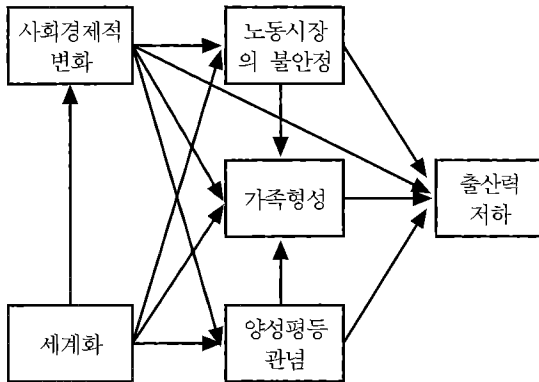 사회경제적
변화
노동시장
의 불안정
가족형성
출산력
저하
세계화
양성평등
관념